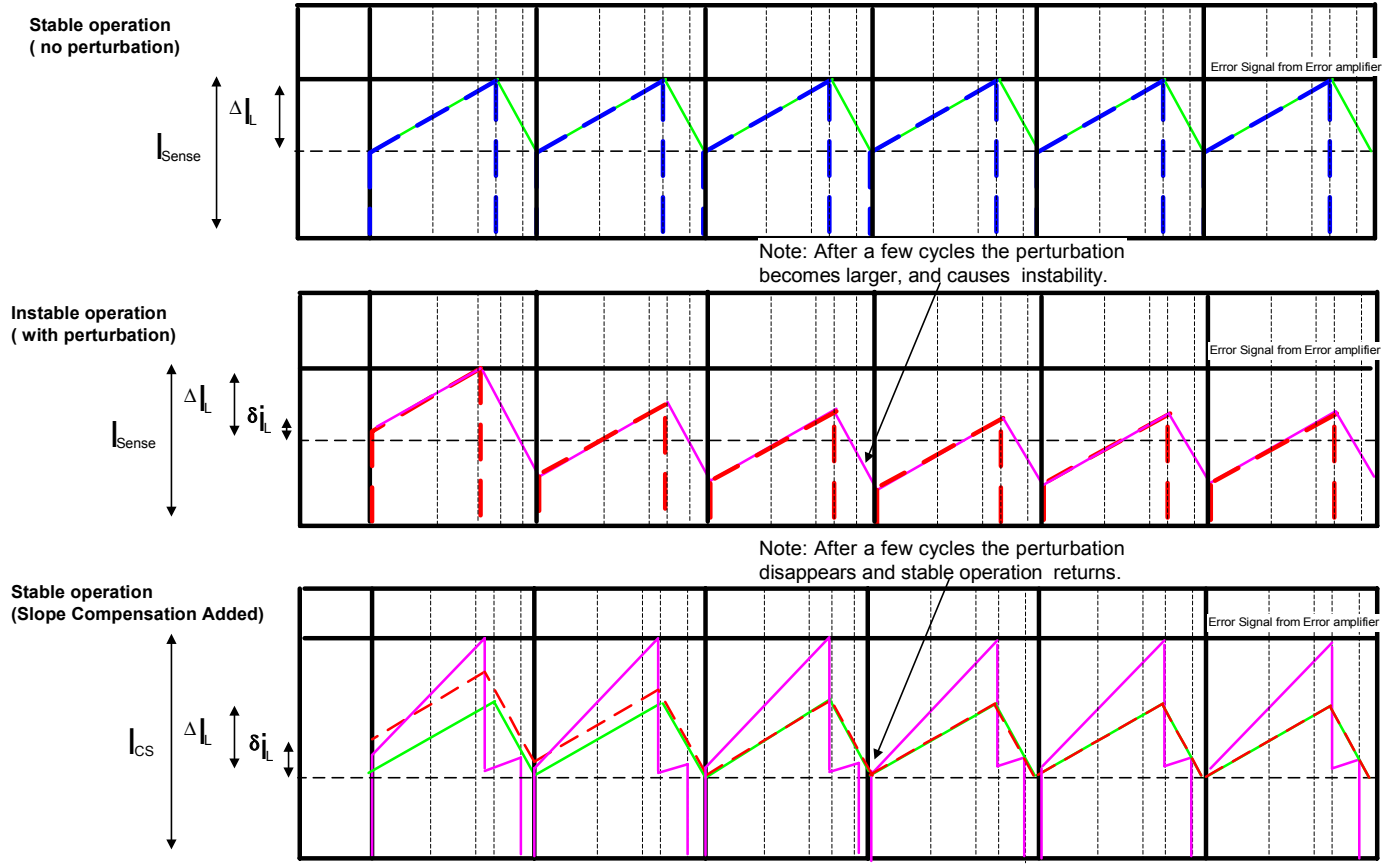 Stable operation
( no perturbation)
Error Signal from Error amplifier
ΔIL
ISense
Note: After a few cycles the perturbation
becomes larger, and causes instability.
Instable operation
( with perturbation)
Error Signal from Error amplifier
ΔIL
δiL
ISense
Note: After a few cycles the perturbation
disappears and stable operation returns.
Stable operation
(Slope Compensation Added)
Error Signal from Error amplifier
ΔIL
δiL
ICS